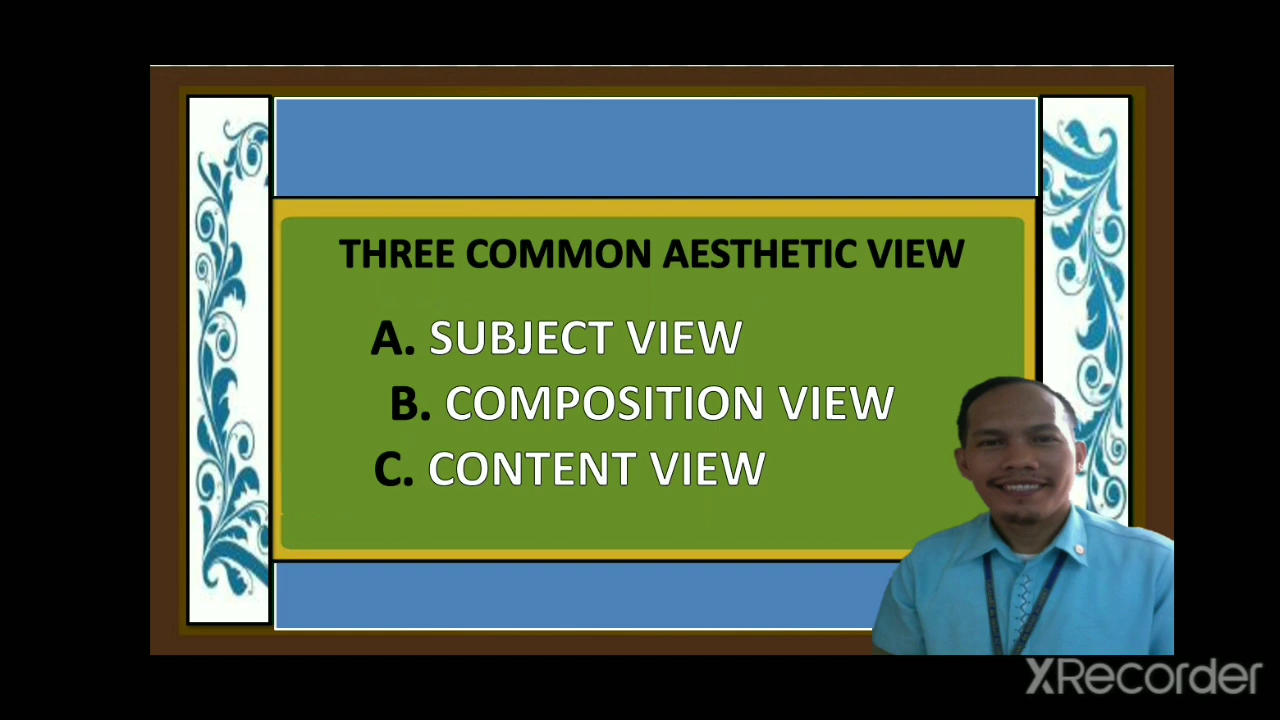 THREE COMMON AESTHETIC VIEW
A. SUBJECT VIEW
B. COMPOSITION VIEW
C. CONTENT VIEW
XRecorder